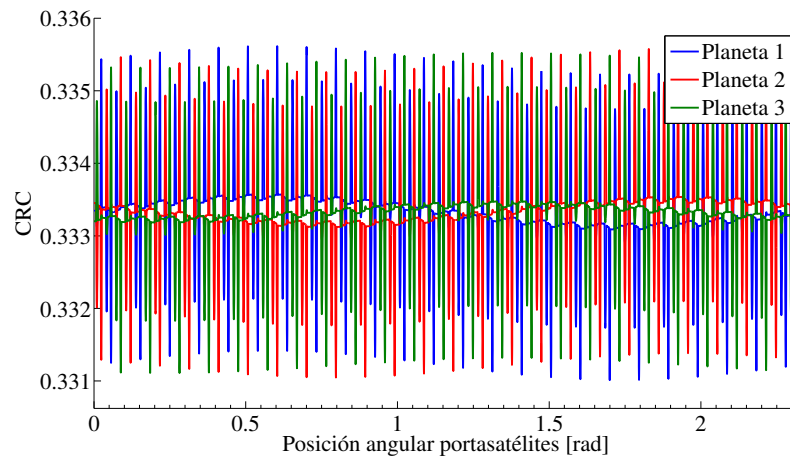 0.336
Planeta 1
Planeta 2
Planeta 3
0.335
0.334
CRC
0.333
0.332
0.331
0 0.5 1 1.5 2
Posición angular portasatélites [rad]